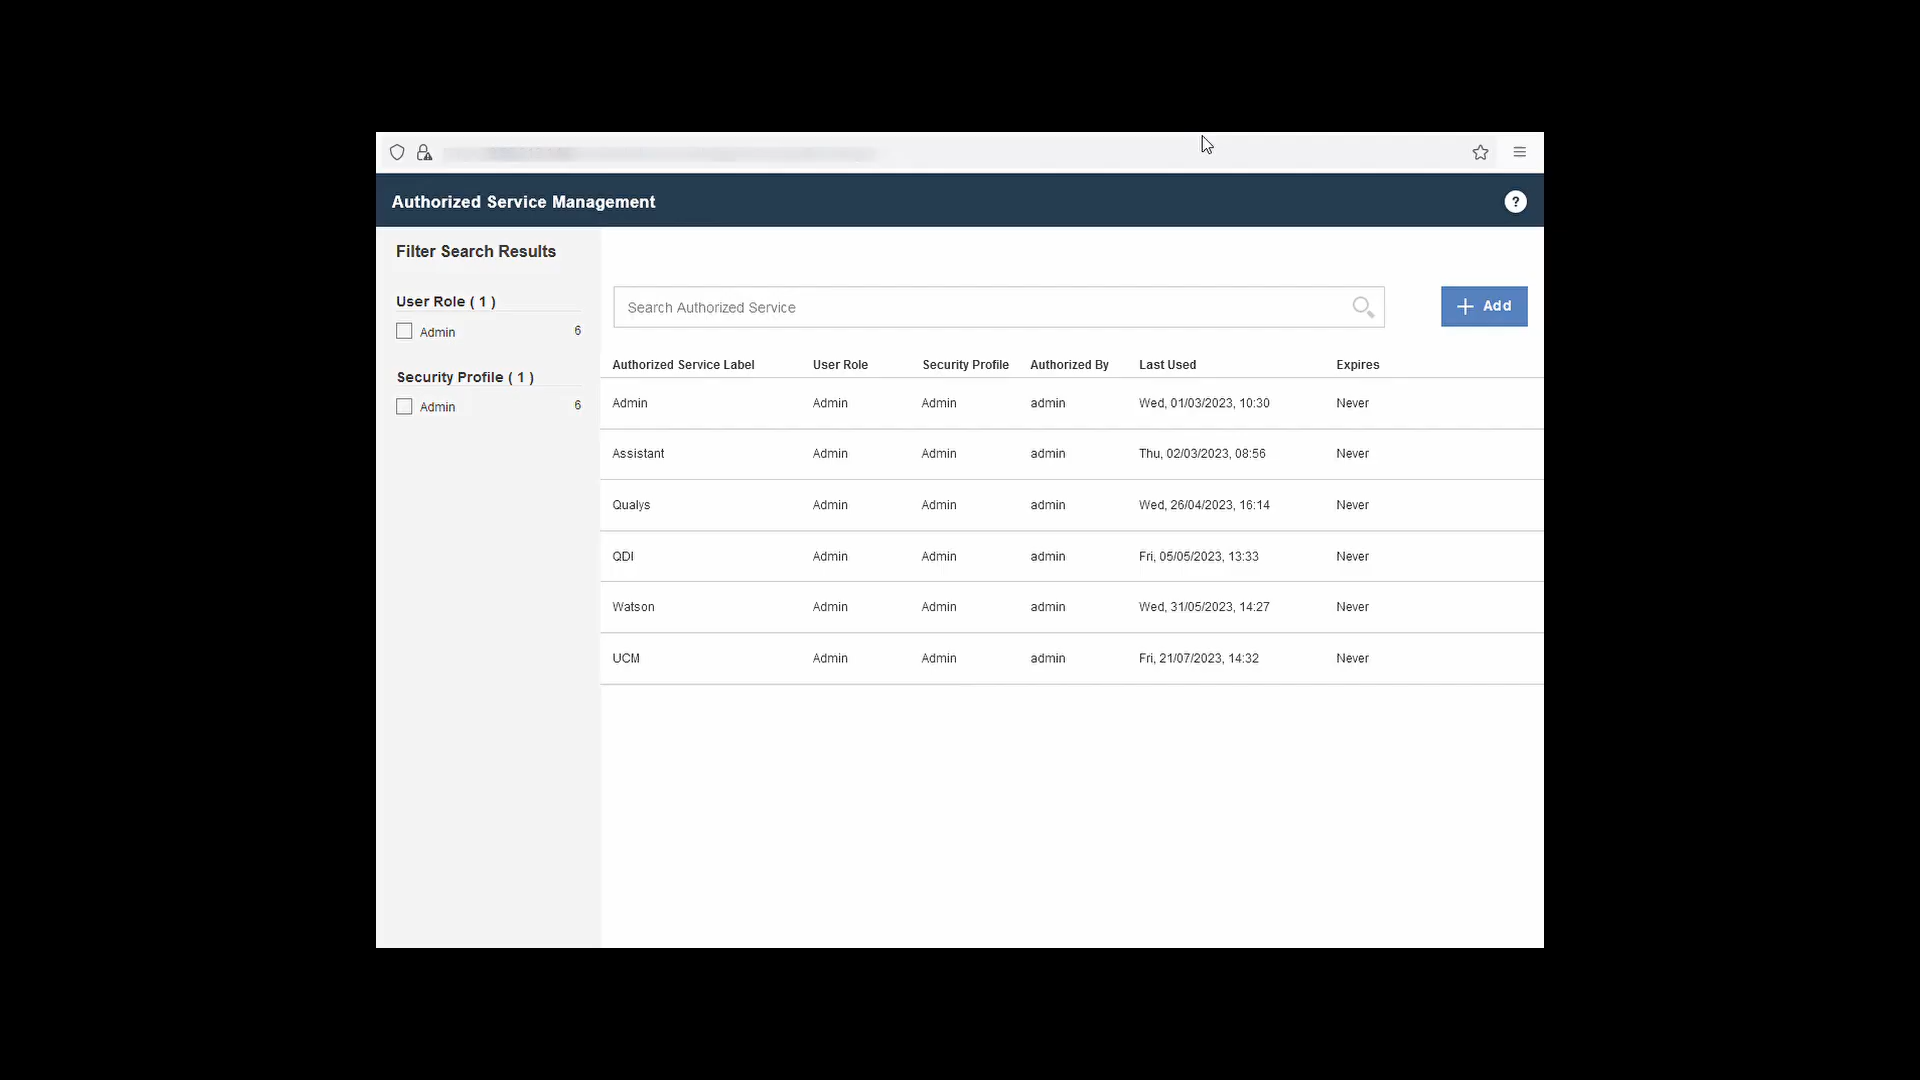 Authorized Service Management
?
Filter Search Results
User Role ( 1 )
Admin 6
Security Profile ( 1 )
Admin 6
Search Authorized Service
Add
Authorized Service Label User Role Security Profile Authorized By Last Used Expires
Admin Admin Admin admin Wed, 01/03/2023, 10:30 Never
Assistant Admin Admin admin Thu, 02/03/2023, 08:56 Never
Qualys Admin Admin admin Wed, 26/04/2023, 16:14 Never
QDI Admin Admin admin Fri, 05/05/2023, 13:33 Never
Watson Admin Admin admin Wed, 31/05/2023, 14:27 Never
UCM Admin Admin admin Fri, 21/07/2023, 14:32 Never